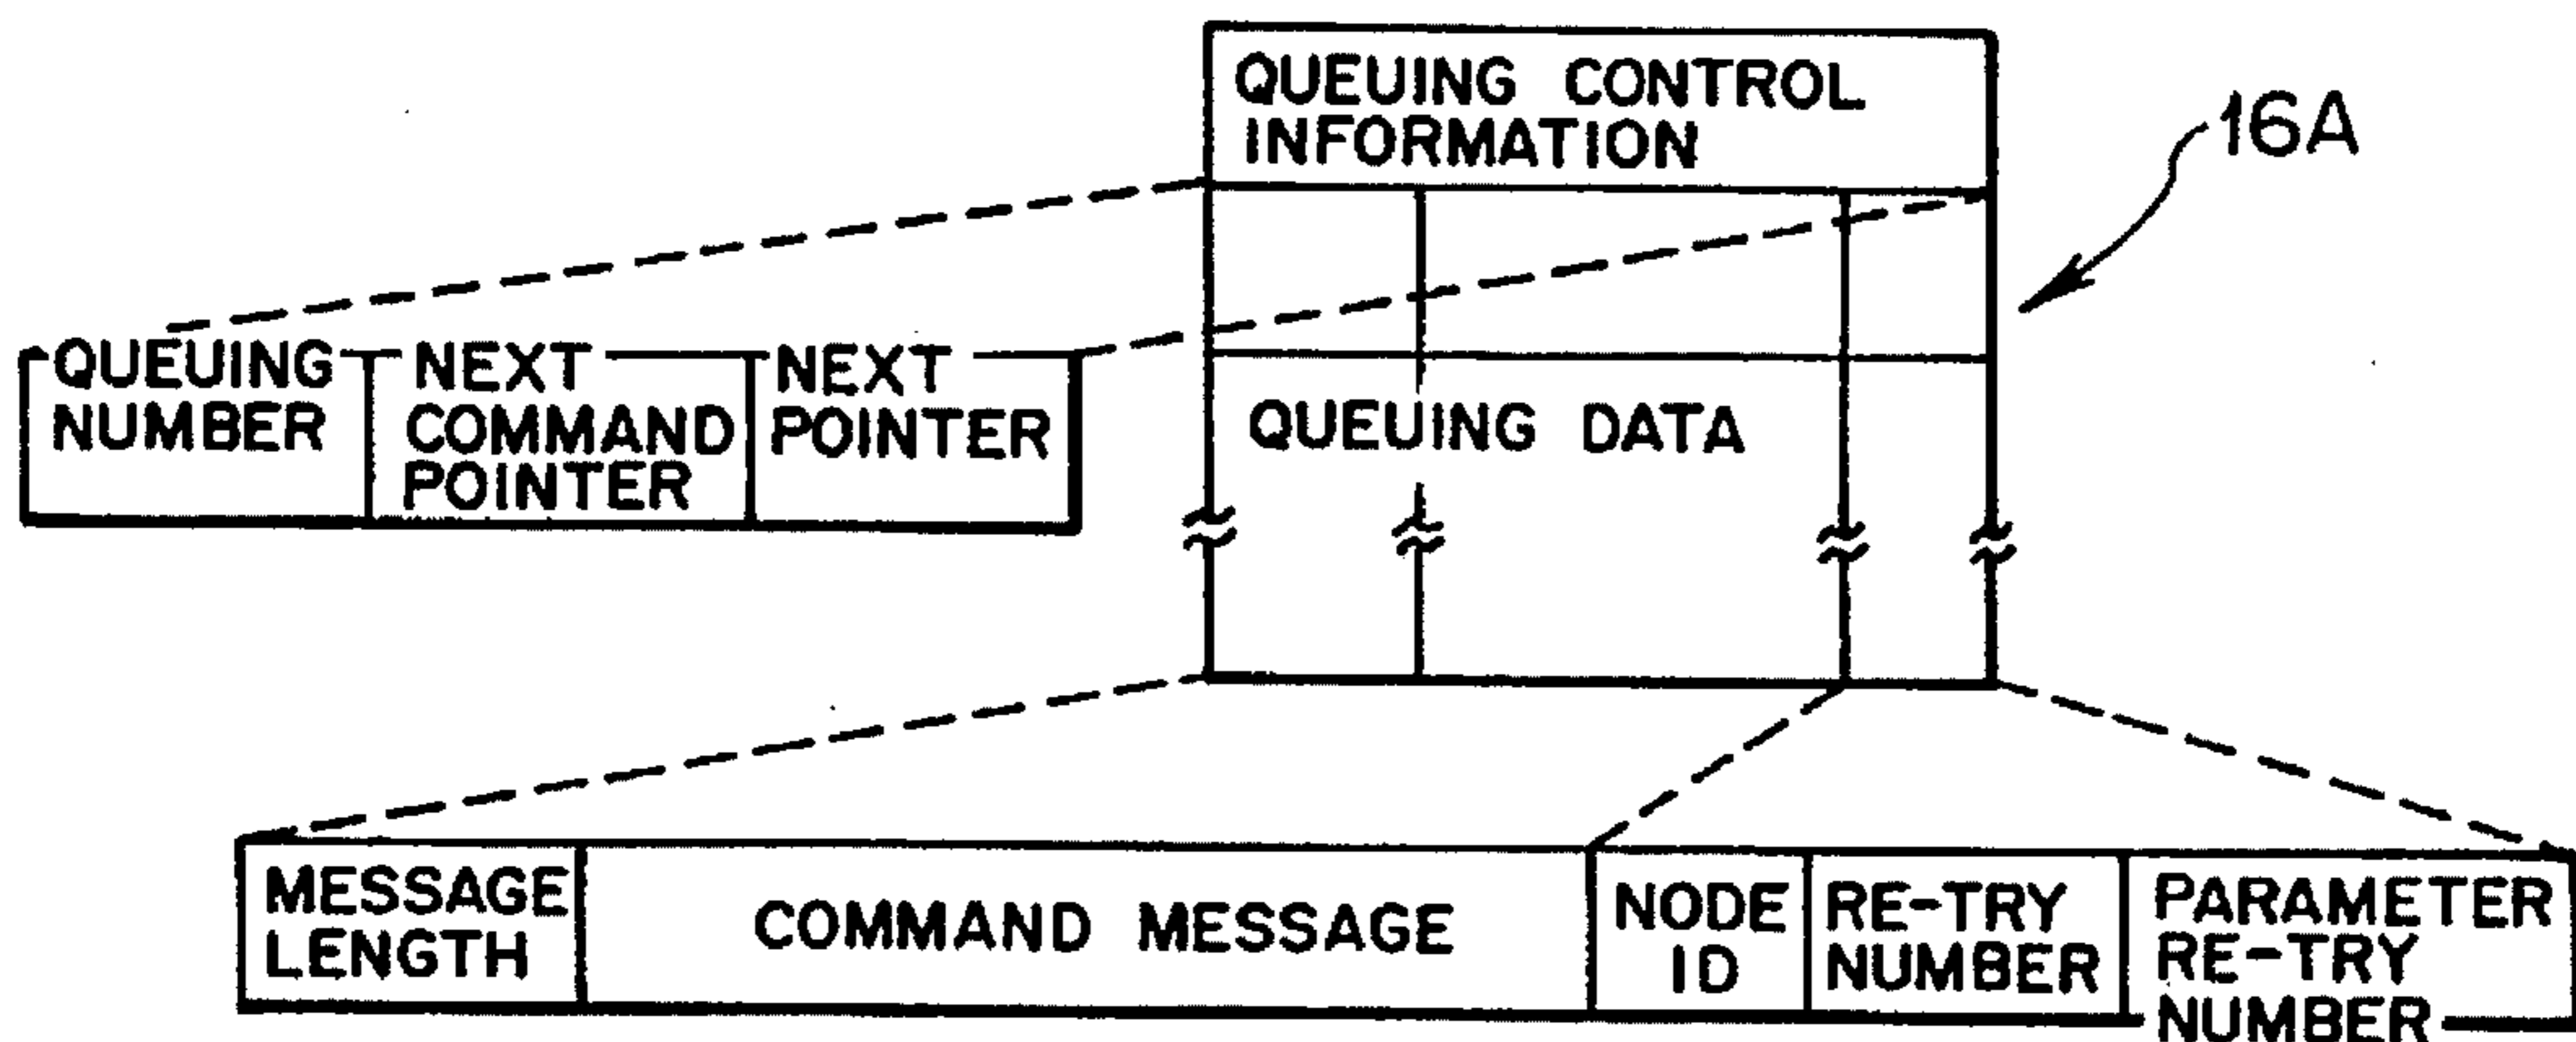 QUEUING CONTROL
INFORMATION
16A
QUEUING
NUMBER
NEXT
COMMAND
POINTER
NEXT
POINTER
QUEUING DATA
MESSAGE
LENGTH
COMMAND MESSAGE
NODE
ID
RE-TRY
NUMBER
PARAMETER
RE-TRY
NUMBER